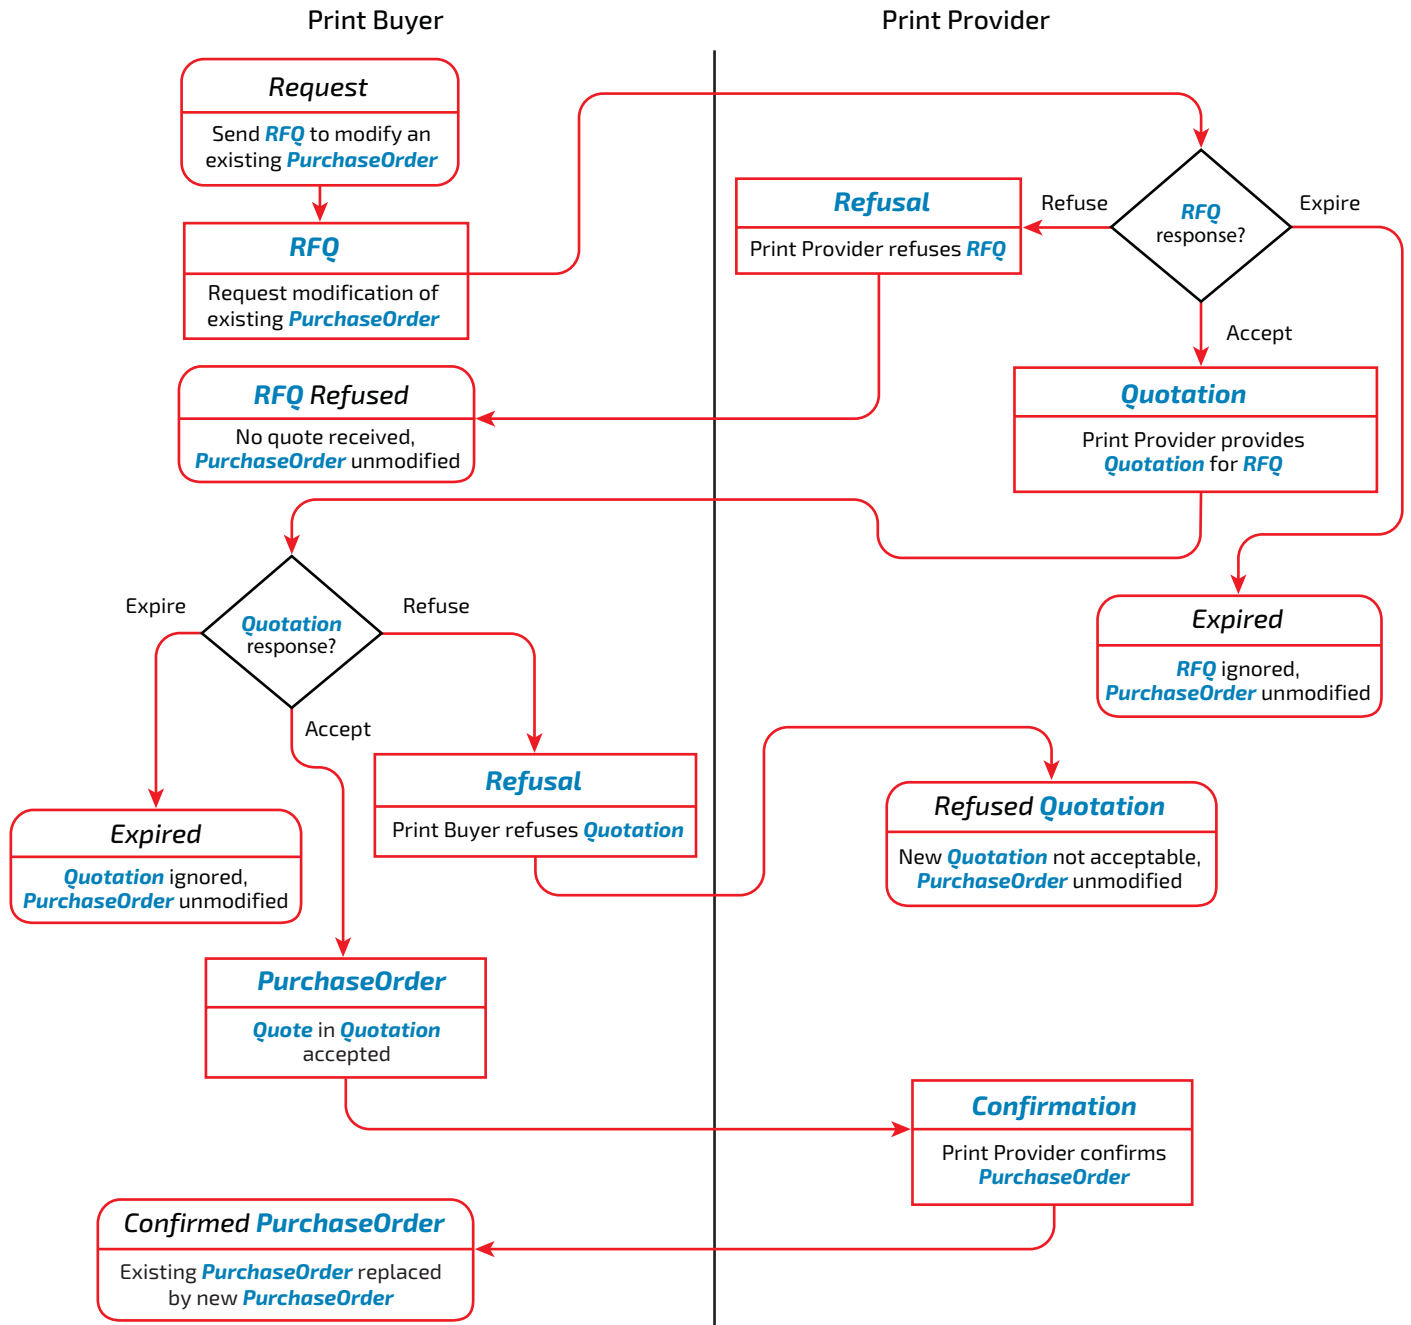 Print Buyer
Print Provider
Request
Send RFQ to modify an
existing PurchaseOrder
RFQ
Request modification of
existing PurchaseOrder
Refusal
Print Provider refuses RFQ
Refuse
RFQ
response?
Expire
Accept
RFQ Refused
No quote received,
PurchaseOrder unmodified
Quotation
Print Provider provides
Quotation for RFQ
Expire
Quotation
response?
Refuse
Accept
Expired
RFQ ignored,
PurchaseOrder unmodified
Refusal
Print Buyer refuses Quotation
Refused Quotation
New Quotation not acceptable,
PurchaseOrder unmodified
Expired
Quotation ignored,
PurchaseOrder unmodified
PurchaseOrder
Quote in Quotation
accepted
Confirmation
Print Provider confirms
PurchaseOrder
Confirmed PurchaseOrder
Existing PurchaseOrder replaced
by new PurchaseOrder